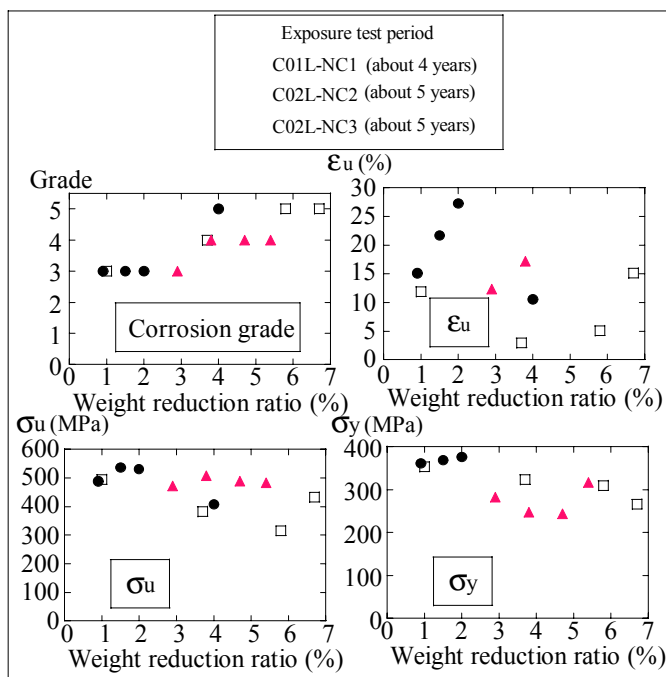 Exposure test period
C01L-NC1 (about 4 years)
C02L-NC2 (about 5 years)
C02L-NC3 (about 5 years)
Grade
5
4
3
2
1
0
Corrosion grade
0 1 2 3 4 5 6 7
Weight reduction ratio (%)
εu (%)
30
25
20
15
10
5
0
εu
0 1 2 3 4 5 6 7
Weight reduction ratio (%)
σu (MPa)
600
500
400
300
200
100
0
σu
0 1 2 3 4 5 6 7
Weight reduction ratio (%)
σy (MPa)
400
300
200
100
0
σy
0 1 2 3 4 5 6 7
Weight reduction ratio (%)